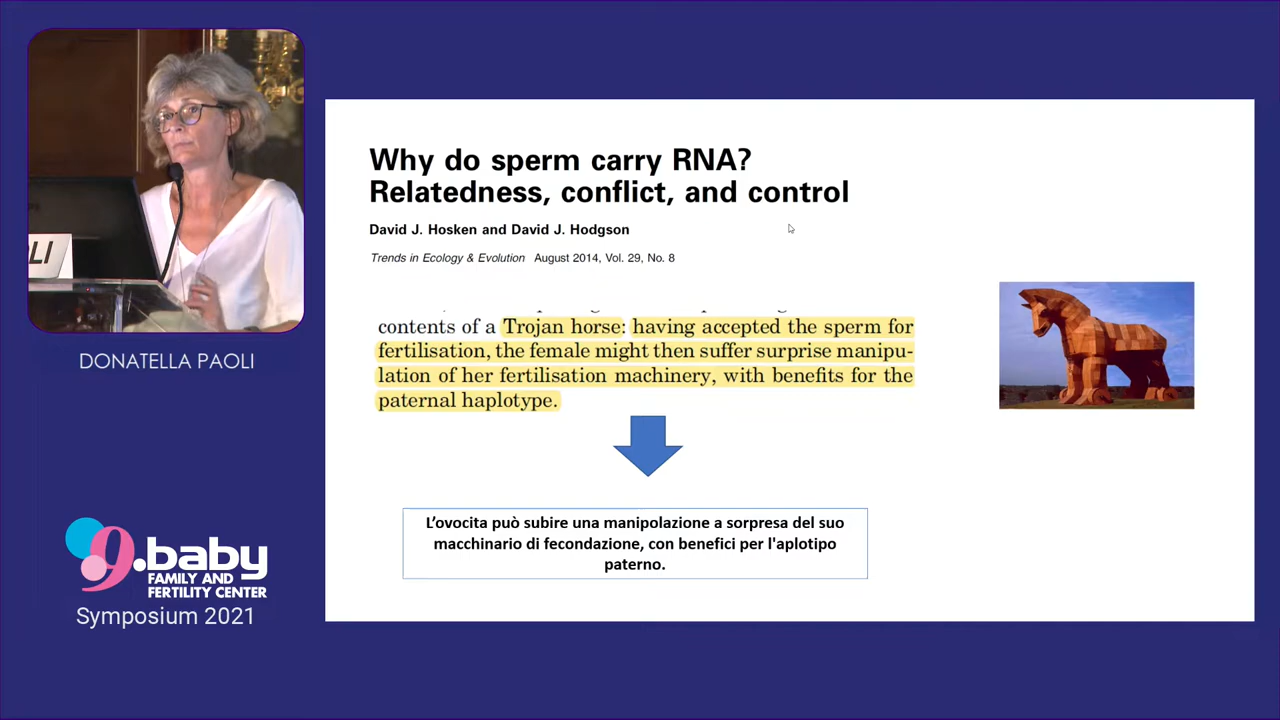 LI
DONATELLA PAOLI
9.baby
FAMILY AND
FERTILITY CENTER
Symposium 2021
Why do sperm carry RNA?
Relatedness, conflict, and control
David J. Hosken and David J. Hodgson
Trends in Ecology & Evolution August 2014, Vol. 29, No. 8
contents of a Trojan horse: having accepted the sperm for
fertilisation, the female might then suffer surprise manipu-
lation of her fertilisation machinery, with benefits for the
paternal haplotype.
L’ovocita può subire una manipolazione a sorpresa del suo
macchinario di fecondazione, con benefici per l'aplotipo
paterno.